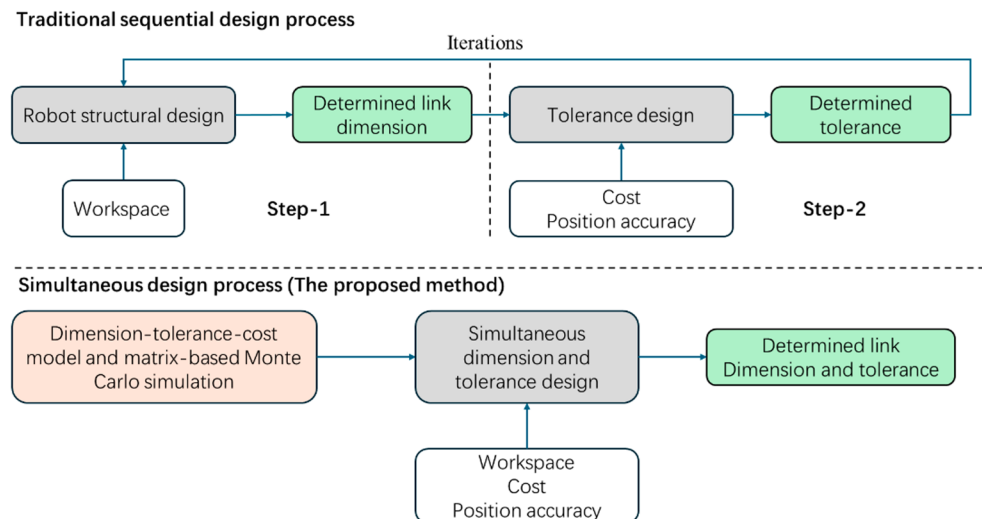 Traditional sequential design process
Iterations
Robot structural design
Determined link
dimension
Tolerance design
Determined
tolerance
Workspace
Step-1
Cost
Position accuracy
Step-2
Simultaneous design process (The proposed method)
Dimension-tolerance-cost
model and matrix-based Monte
Carlo simulation
Simultaneous
dimension and
tolerance design
Determined link
Dimension and tolerance
Workspace
Cost
Position accuracy